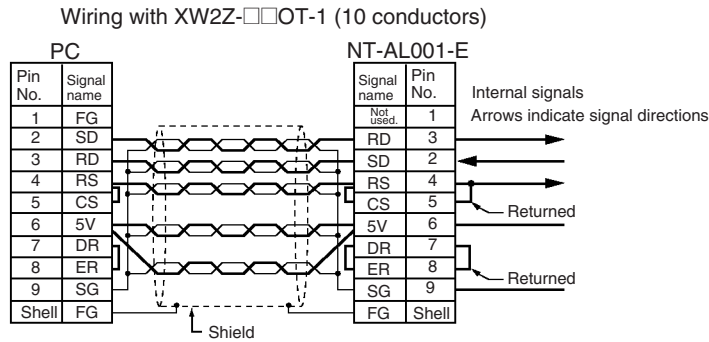 Wiring with XW2Z-□□OT-1 (10 conductors)
PC
NT-AL001-E
Pin No. Signal name
1 FG
2 SD
3 RD
4 RS
5 CS
6 5V
7 DR
8 ER
9 SG
Shell FG
Shield
Signal name Pin No.
Not used. 1
RD 3
SD 2
RS 4
CS 5
5V 6
DR 7
ER 8
SG 9
FG Shell
Internal signals
Arrows indicate signal directions
Returned
Returned